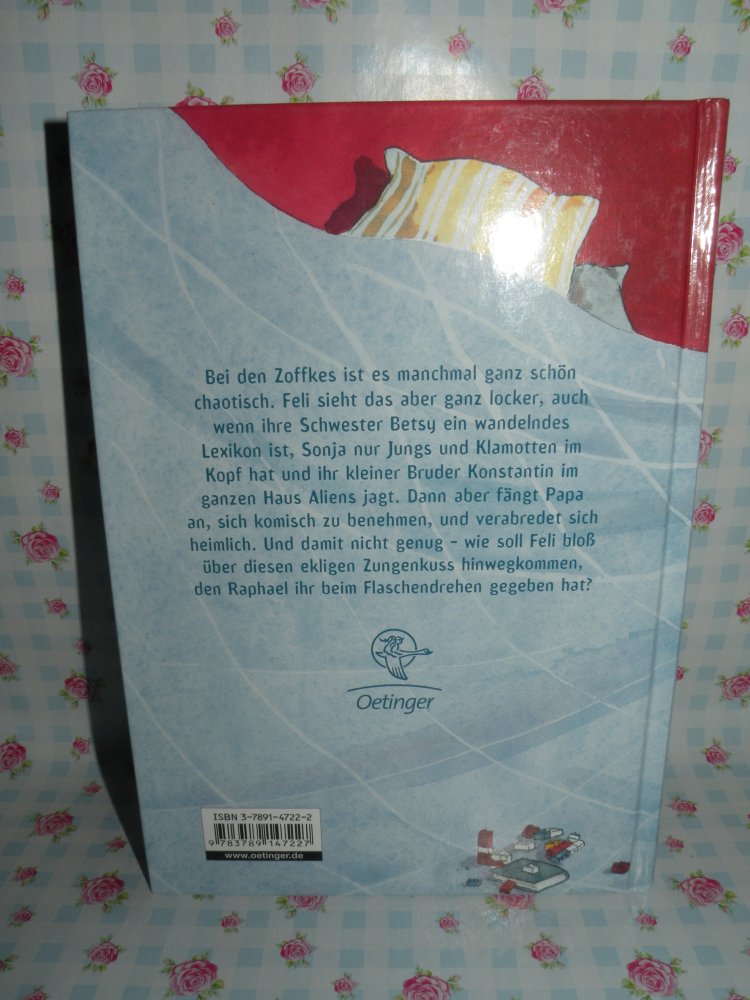 Bei den Zoffkes ist es manchmal ganz schön
chaotisch. Feli sieht das aber ganz locker, auch
wenn ihre Schwester Betsy ein wandelndes
Lexikon ist, Sonja nur Jungs und Klamotten im
Kopf hat und ihr kleiner Bruder Konstantin im
ganzen Haus Aliens jagt. Dann aber fängt Papa
an, sich komisch zu benehmen, und verabredet sich
heimlich. Und damit nicht genug – wie soll Feli bloß
über diesen ekligen Zungenkuss hinwegkommen,
den Raphael ihr beim Flaschendrehen gegeben hat?
Oetinger
ISBN 3-7891-4722-2
9 783789 147227
www.oetinger.de